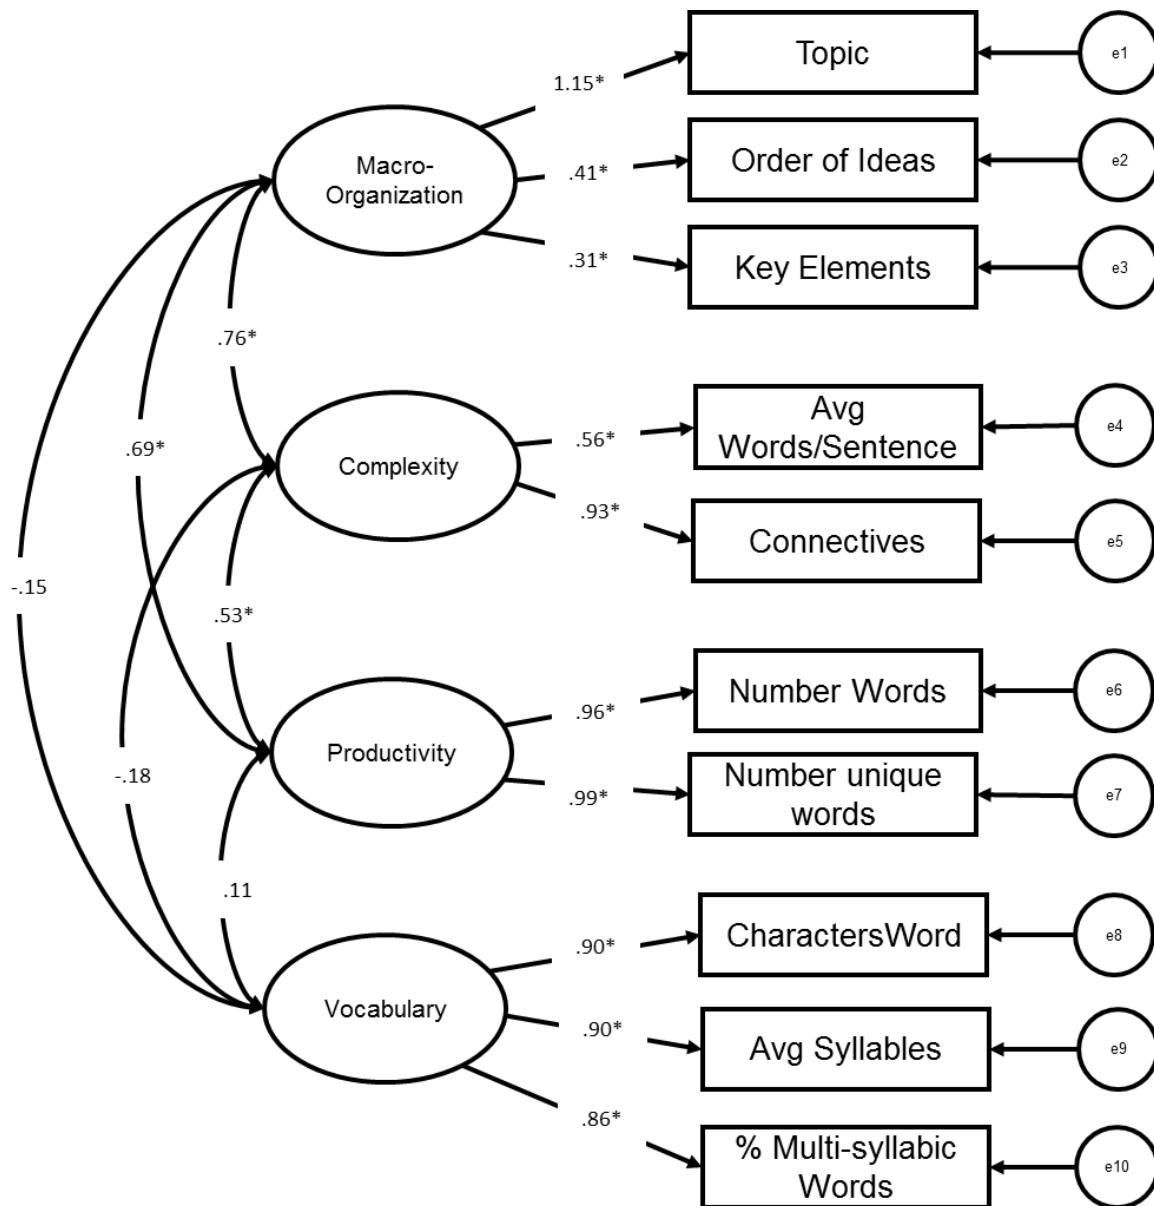 Topic
e1
1.15*
Macro-
Organization
Order of Ideas
e2
.41*
Key Elements
e3
.31*
.76*
Avg
Words/Sentence
e4
.56*
.69*
Complexity
Connectives
e5
.93*
-.15
.53*
Number Words
e6
.96*
Productivity
-.18
Number unique
words
e7
.99*
.11
CharactersWord
e8
.90*
Vocabulary
Avg Syllables
e9
.90*
.86*
% Multi-syllabic
Words
e10